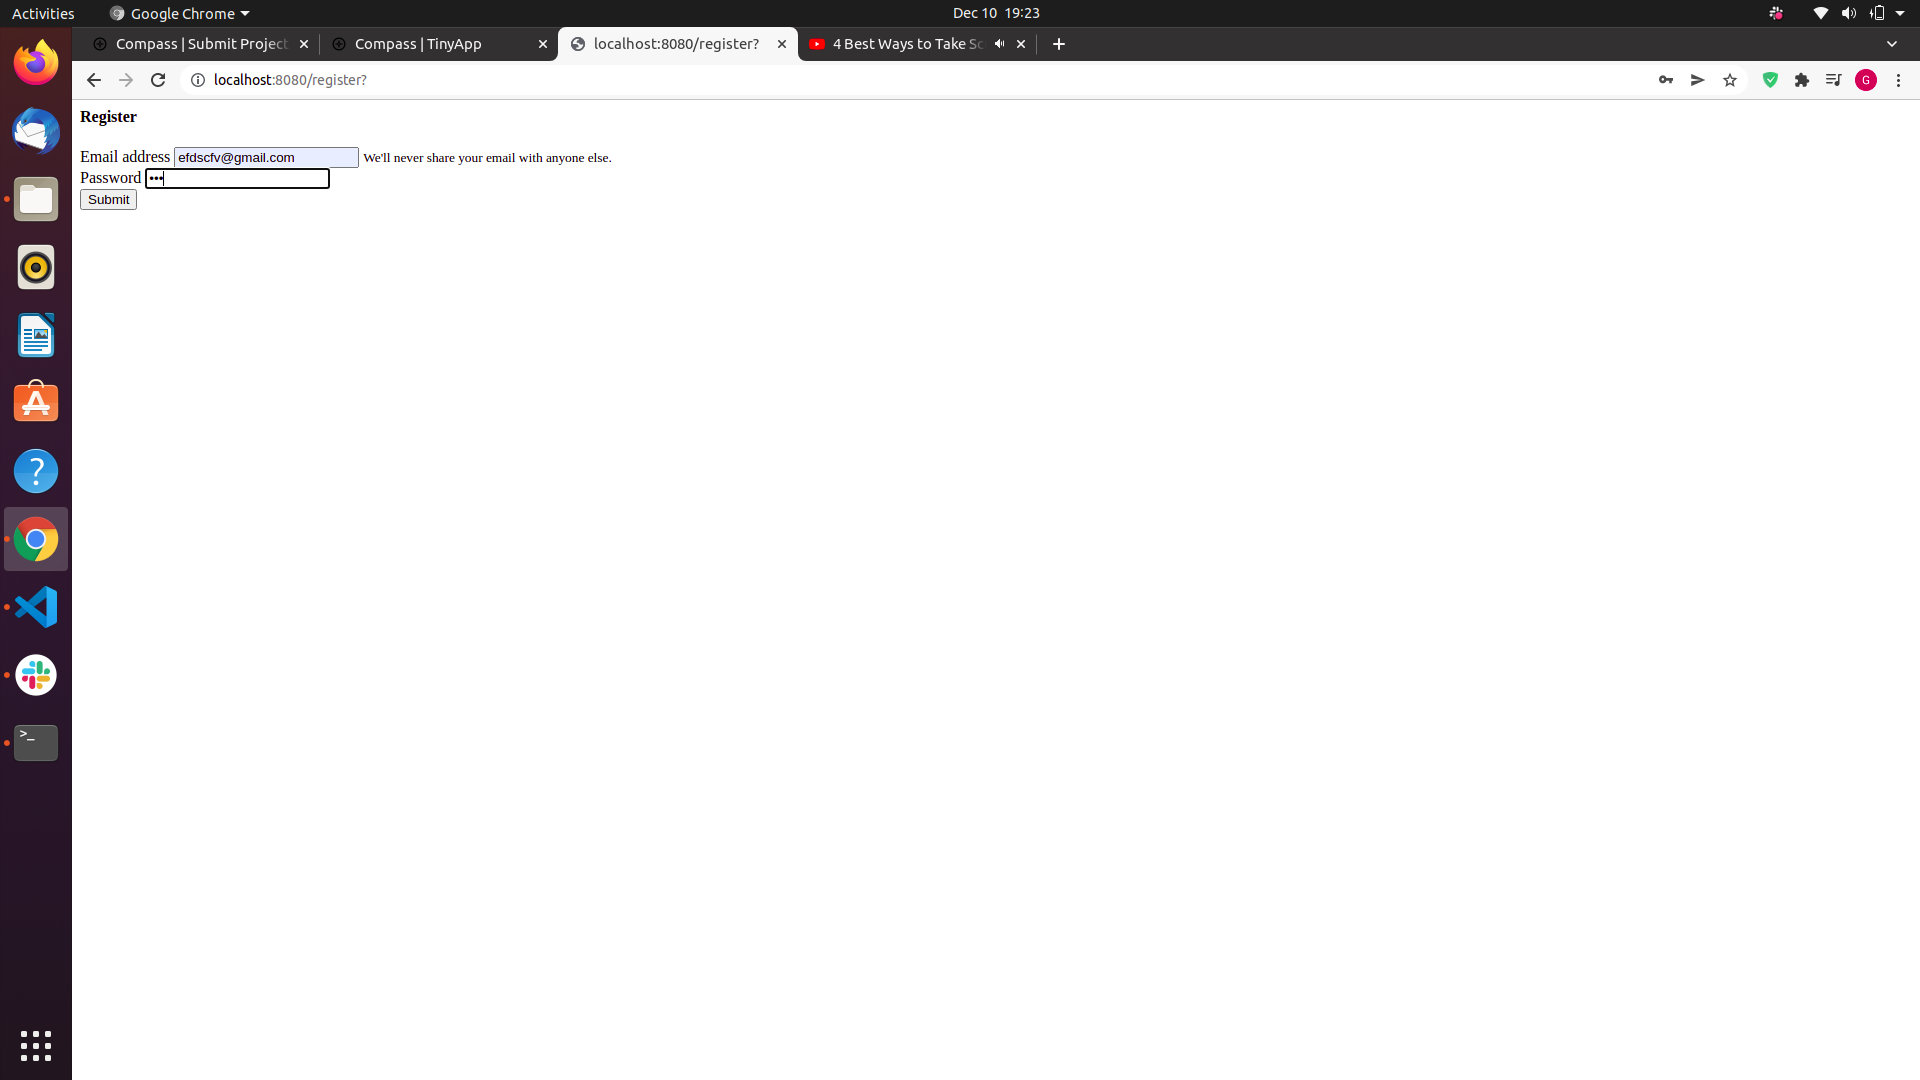 Activities
Google Chrome
Dec 10 19:23
Compass | Submit Project
Compass | TinyApp
localhost:8080/register?
4 Best Ways to Take Sc
localhost:8080/register?
G
Register
Email address efdscfv@gmail.com We'll never share your email with anyone else.
Password •••
Submit
?
>_